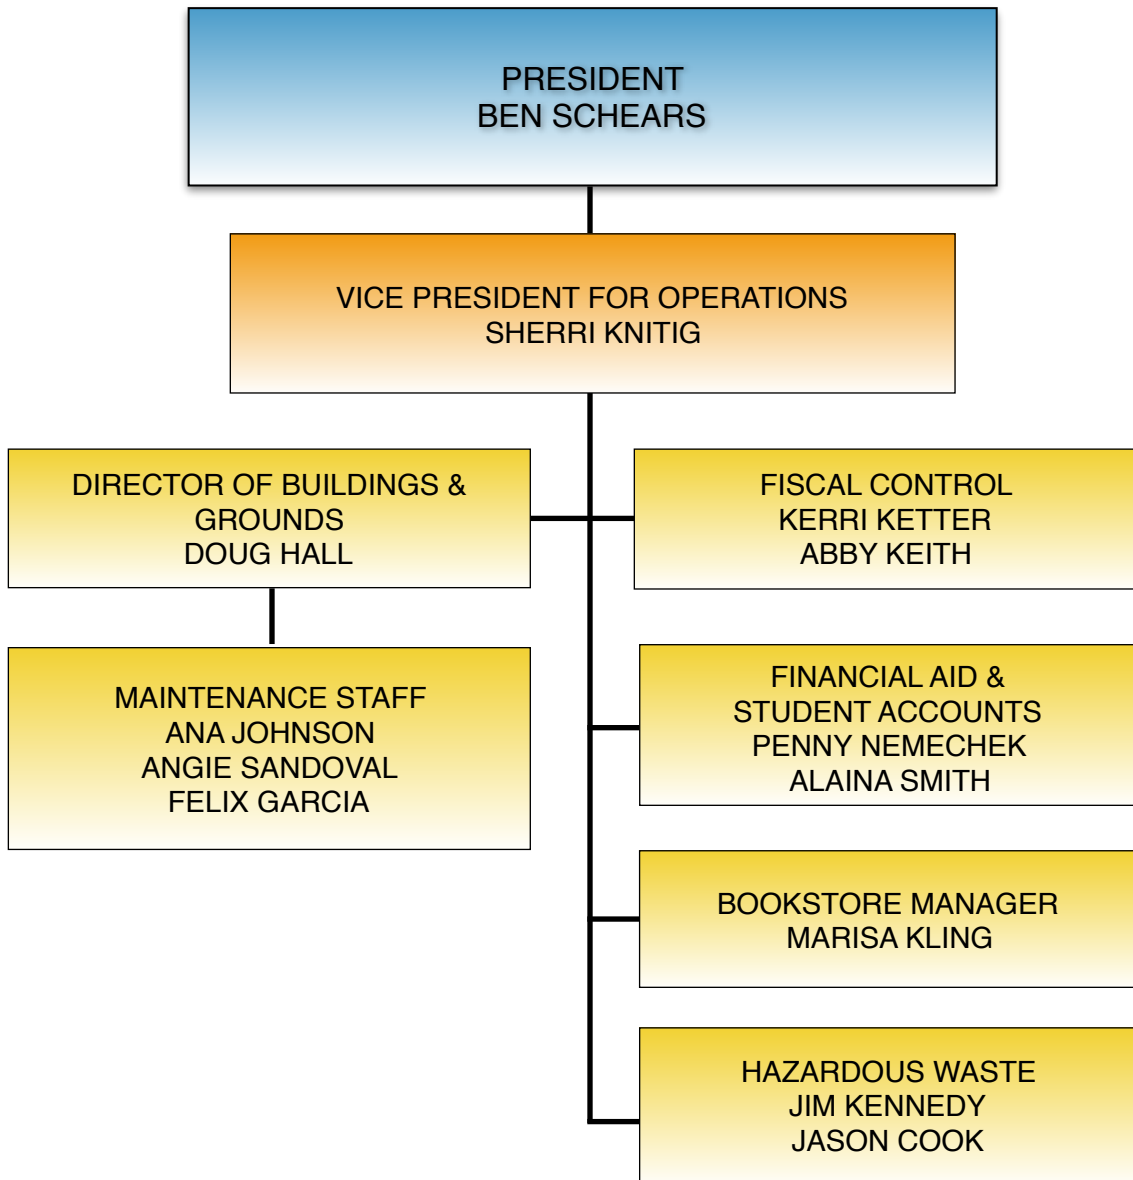 PRESIDENT
BEN SCHEARS
VICE PRESIDENT FOR OPERATIONS
SHERRI KNITIG
DIRECTOR OF BUILDINGS &
GROUNDS
DOUG HALL
FISCAL CONTROL
KERRI KETTER
ABBY KEITH
MAINTENANCE STAFF
ANA JOHNSON
ANGIE SANDOVAL
FELIX GARCIA
FINANCIAL AID &
STUDENT ACCOUNTS
PENNY NEMECHEK
ALAINA SMITH
BOOKSTORE MANAGER
MARISA KLING
HAZARDOUS WASTE
JIM KENNEDY
JASON COOK